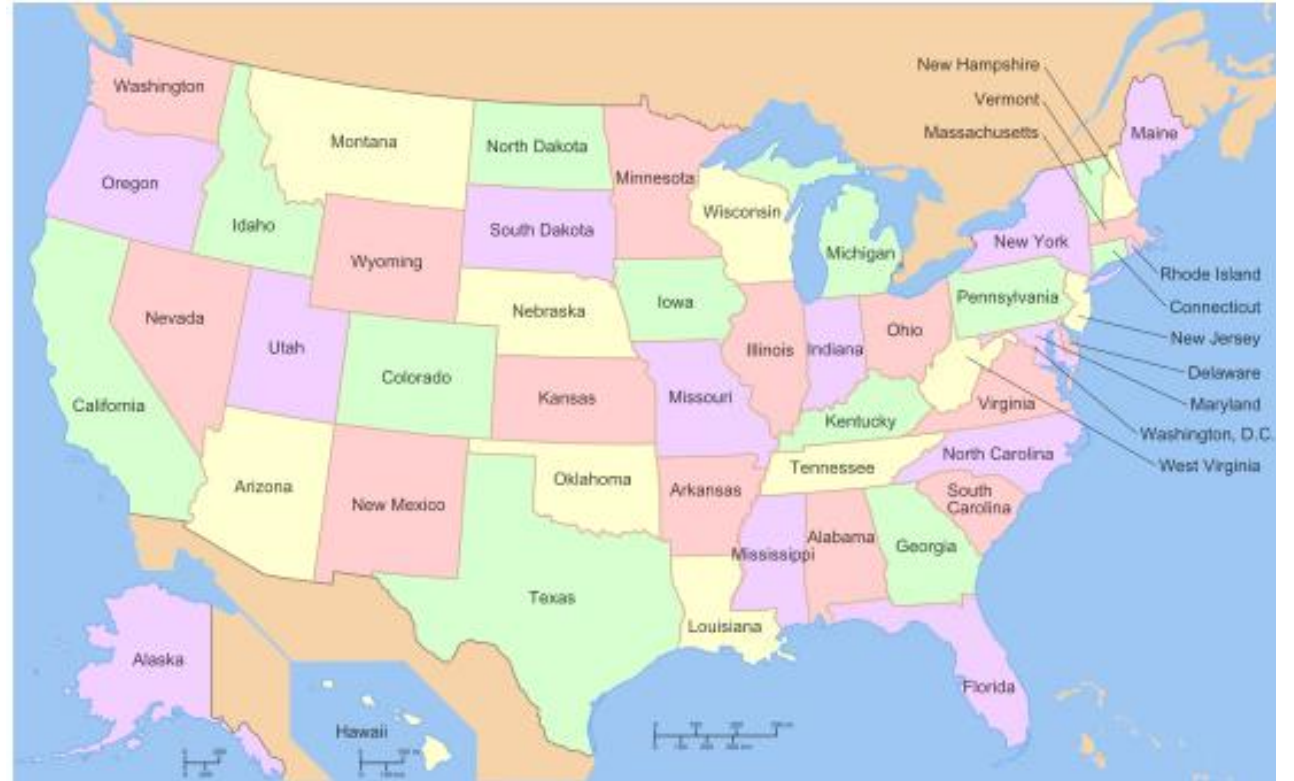 New Hampshire
Washington
Vermont
Massachusetts
Maine
Montana
North Dakota
Minnesota
Oregon
Wisconsin
Idaho
South Dakota
New York
Michigan
Wyoming
Rhode Island
Pennsylvania
Iowa
Connecticut
Nebraska
Nevada
Ohio
New Jersey
Utah
Illinois
Indiana
Colorado
Delaware
Kansas
Missouri
California
Virginia
Maryland
Kentucky
Washington, D.C.
North Carolina
West Virginia
Tennessee
Oklahoma
Arizona
Arkansas
South
Carolina
New Mexico
Alabama
Georgia
Mississippi
Texas
Louisiana
Alaska
Florida
Hawaii